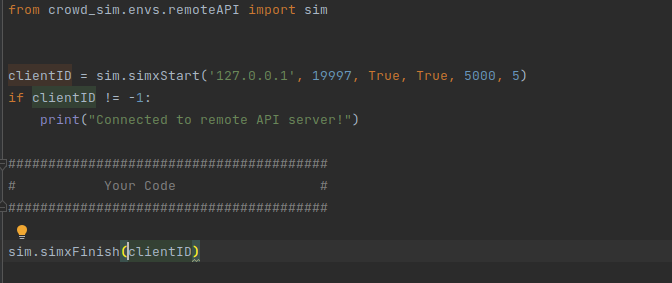 from crowd_sim.envs.remoteAPI import sim
clientID = sim.simxStart('127.0.0.1', 19997, True, True, 5000, 5)
if clientID != -1:
    print("Connected to remote API server!")
########################################
#           Your Code                  #
########################################
sim.simxFinish(clientID)